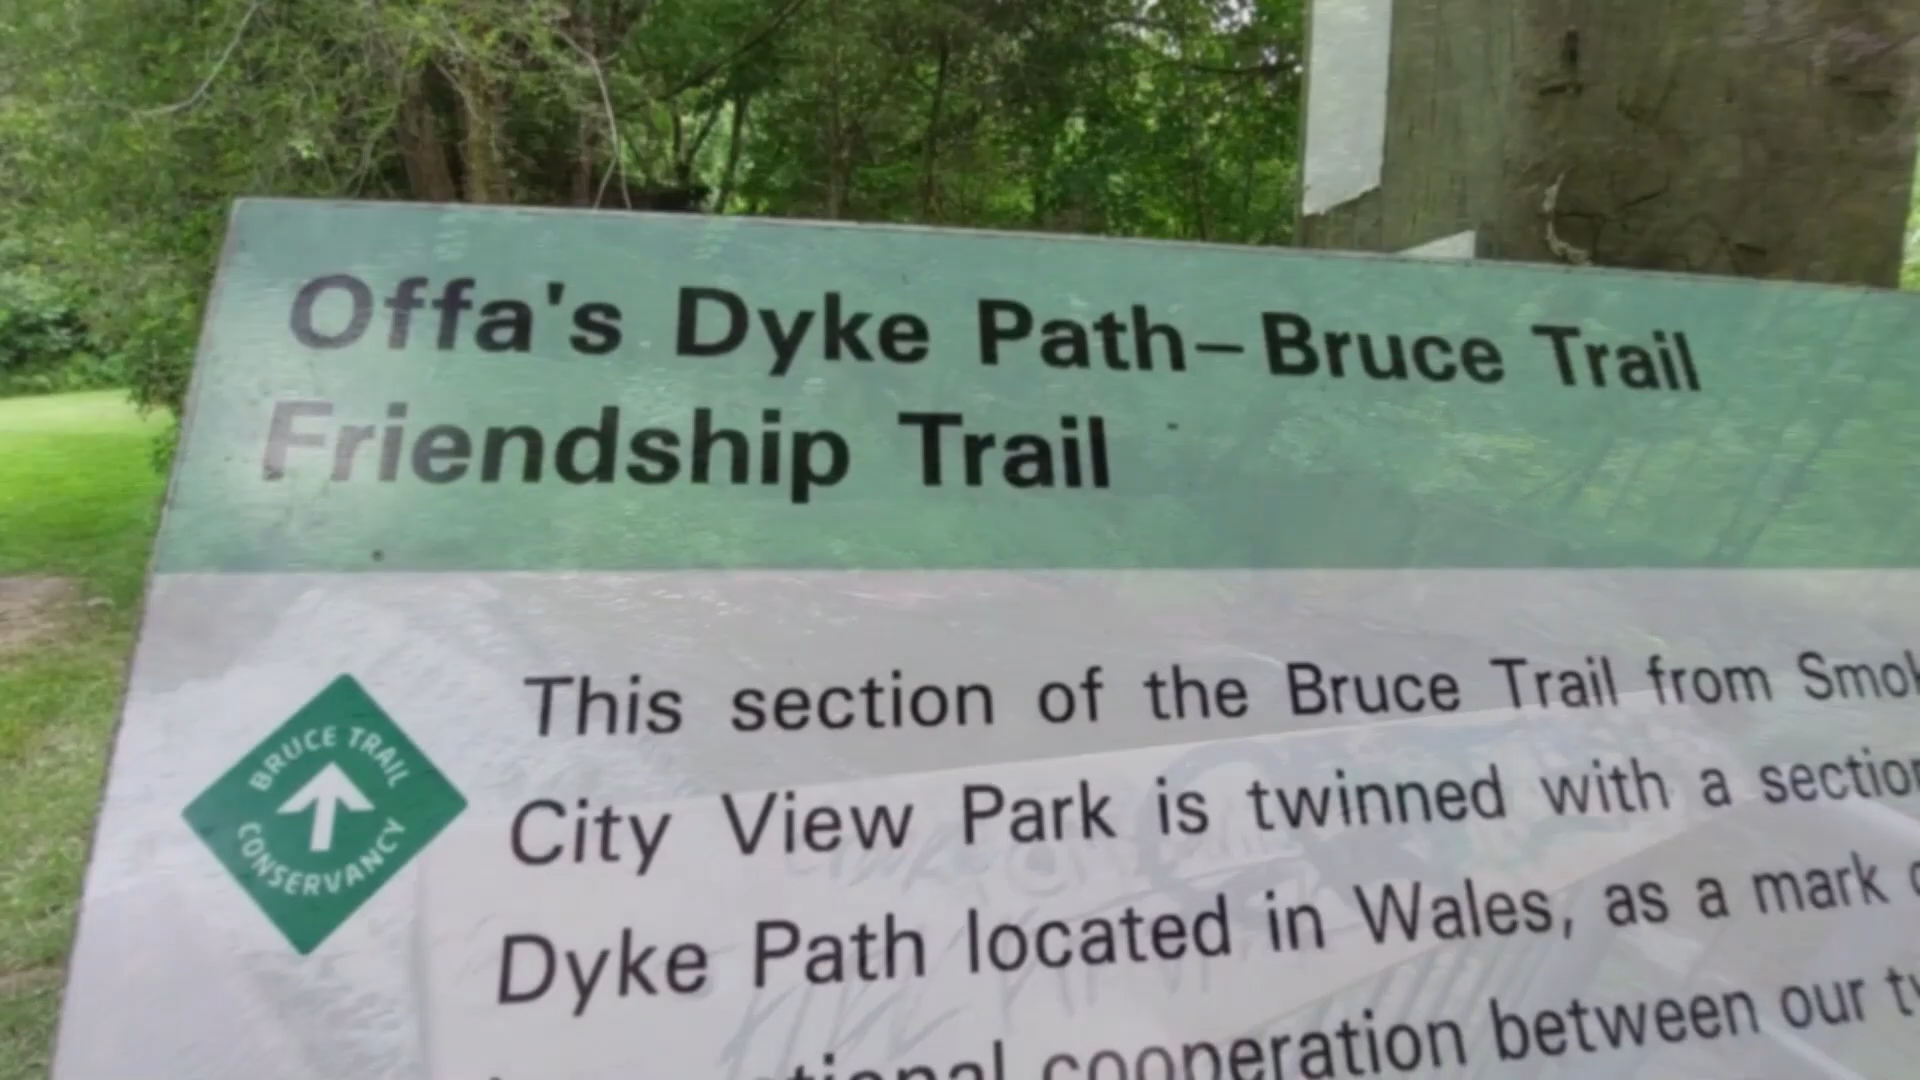 Offa's Dyke Path–Bruce Trail
Friendship Trail
BRUCE TRAIL
CONSERVANCY
This section of the Bruce Trail from
City View Park is twinned with a section
Dyke Path located in Wales, as a mark
cooperation between our